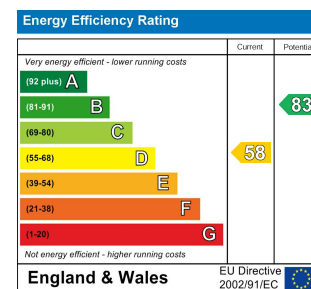 Energy Efficiency Rating
Current Potentia
Very energy efficient - lower running costs
(92 plus) A
(81-91) B
83
(69-80) C
(55-68) D
58
(39-54) E
(21-38) F
(1-20) G
Not energy efficient - higher running costs
England & Wales
EU Directive
2002/91/EC